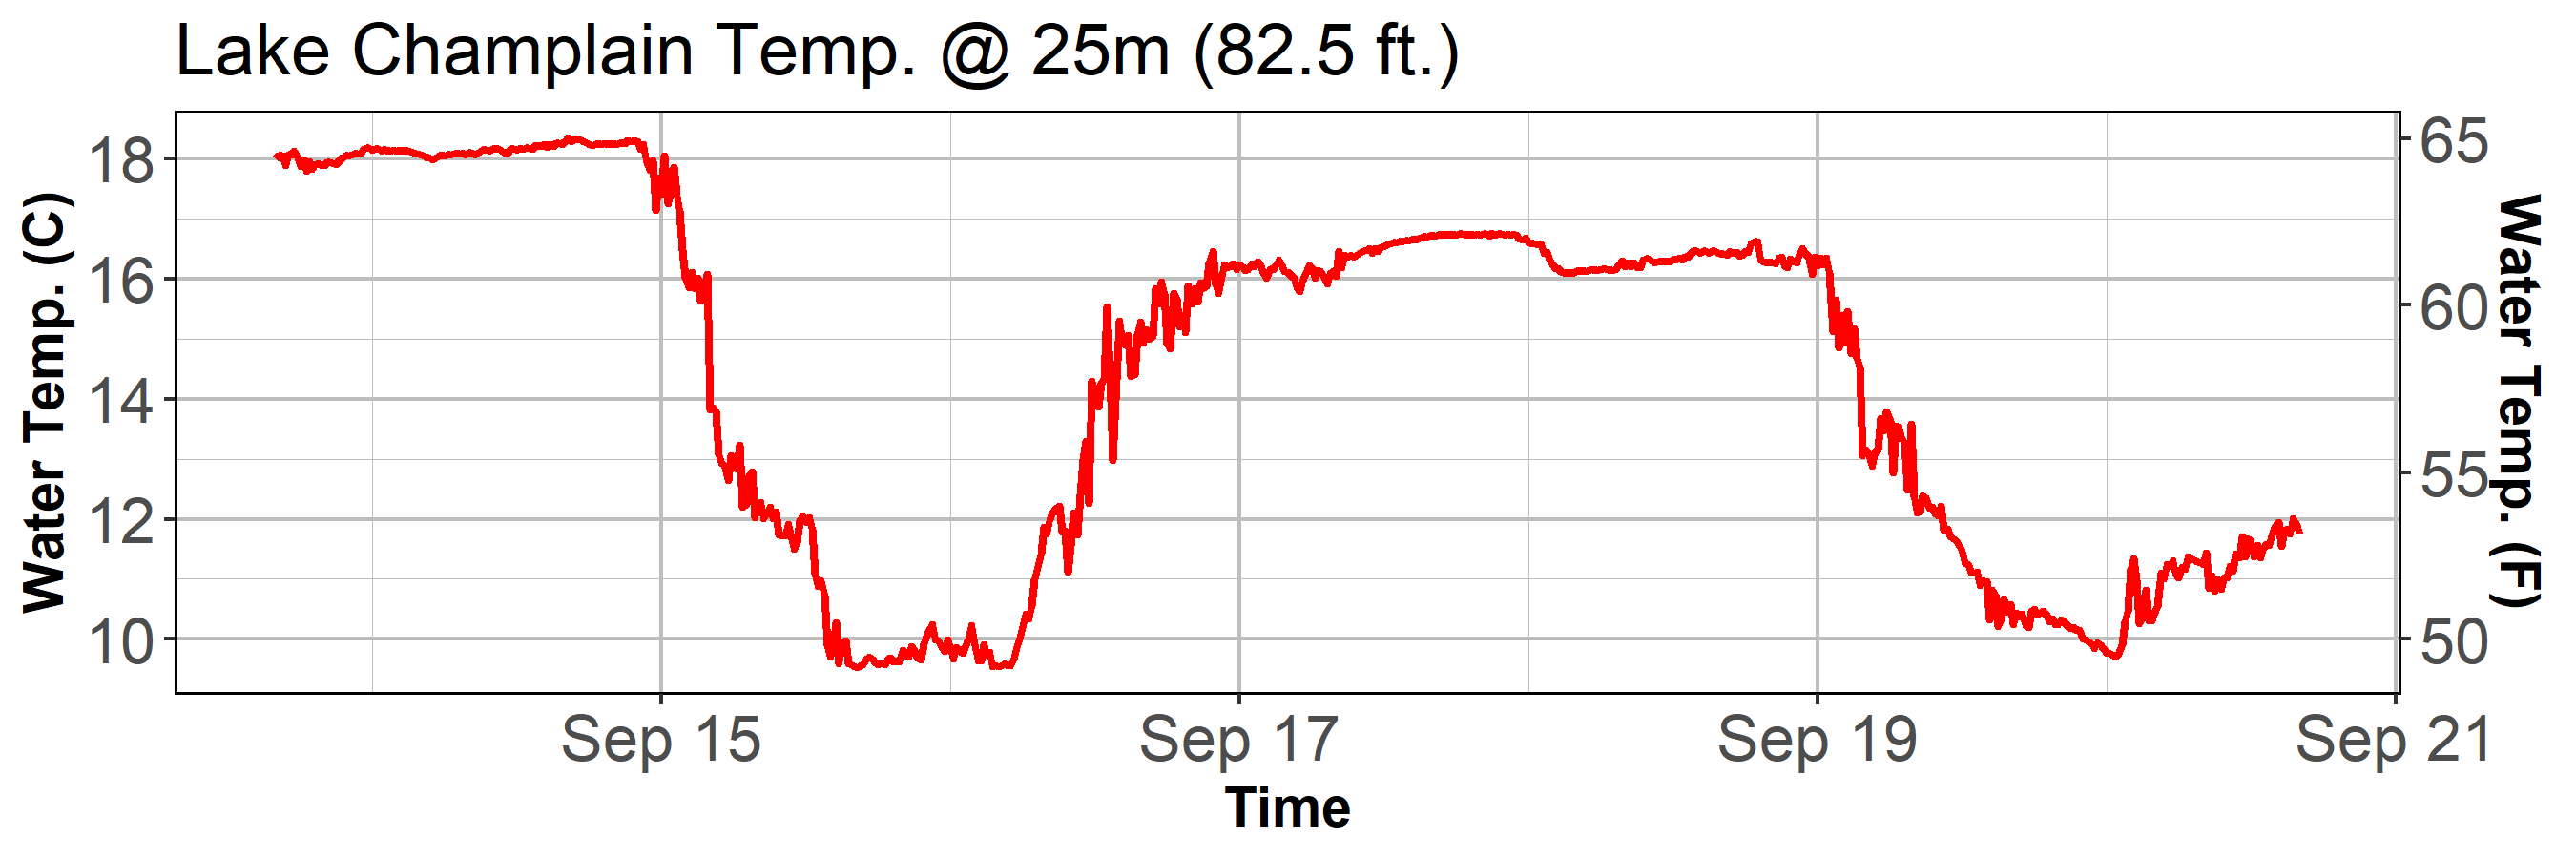 Lake Champlain Temp. @ 25m (82.5 ft.)
Water Temp. (C)
18
16
14
12
10
65
60
55
50
Water Temp. (F)
Sep 15
Sep 17
Sep 19
Sep 21
Time